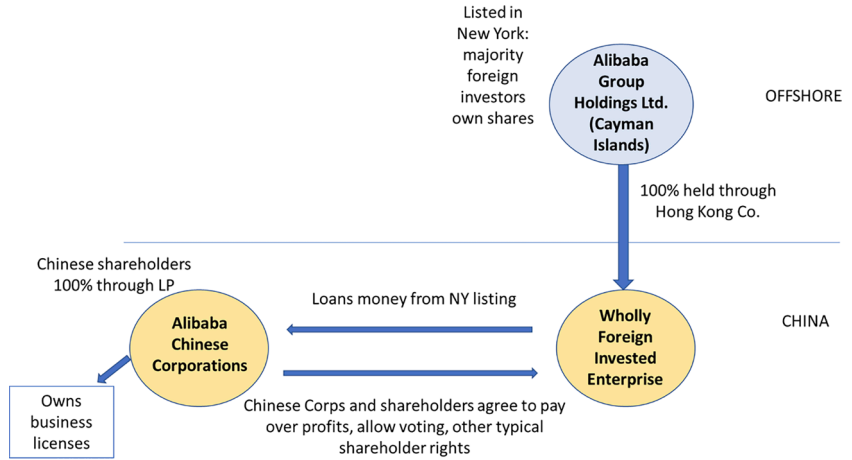 Listed in
New York:
majority
foreign
investors
own shares
Alibaba
Group
Holdings Ltd.
(Cayman
Islands)
OFFSHORE
100% held through
Hong Kong Co.
Chinese shareholders
100% through LP
Loans money from NY listing
Alibaba
Chinese
Corporations
Wholly
Foreign
Invested
Enterprise
CHINA
Owns
business
licenses
Chinese Corps and shareholders agree to pay
over profits, allow voting, other typical
shareholder rights